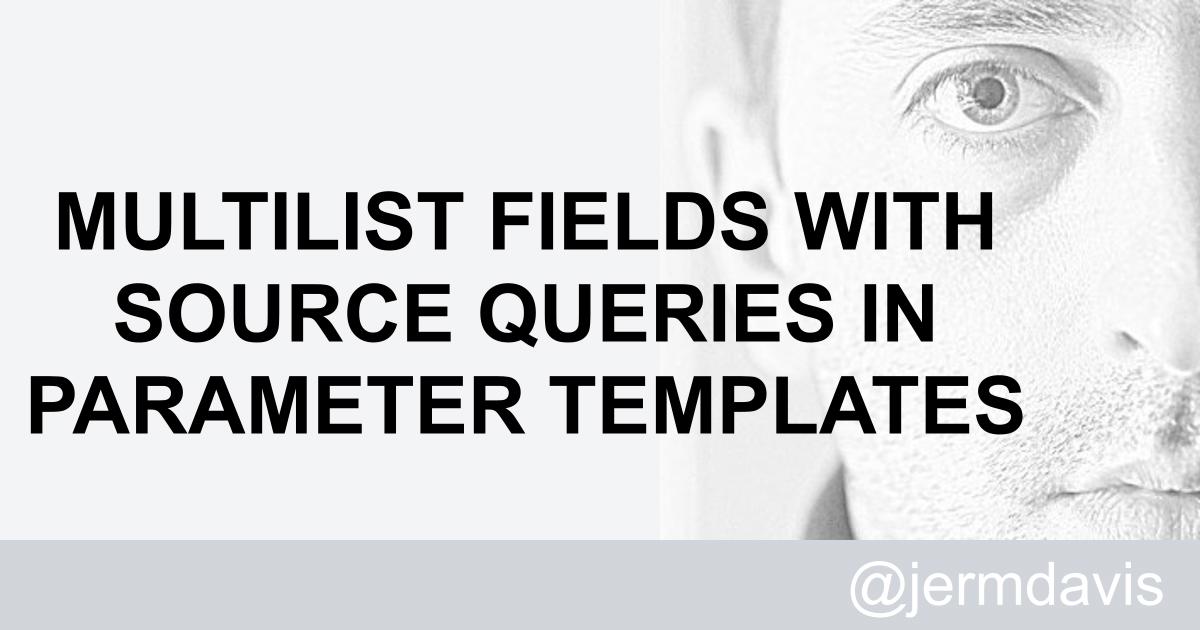 MULTILIST FIELDS WITH
SOURCE QUERIES IN
PARAMETER TEMPLATES
@jermdavis